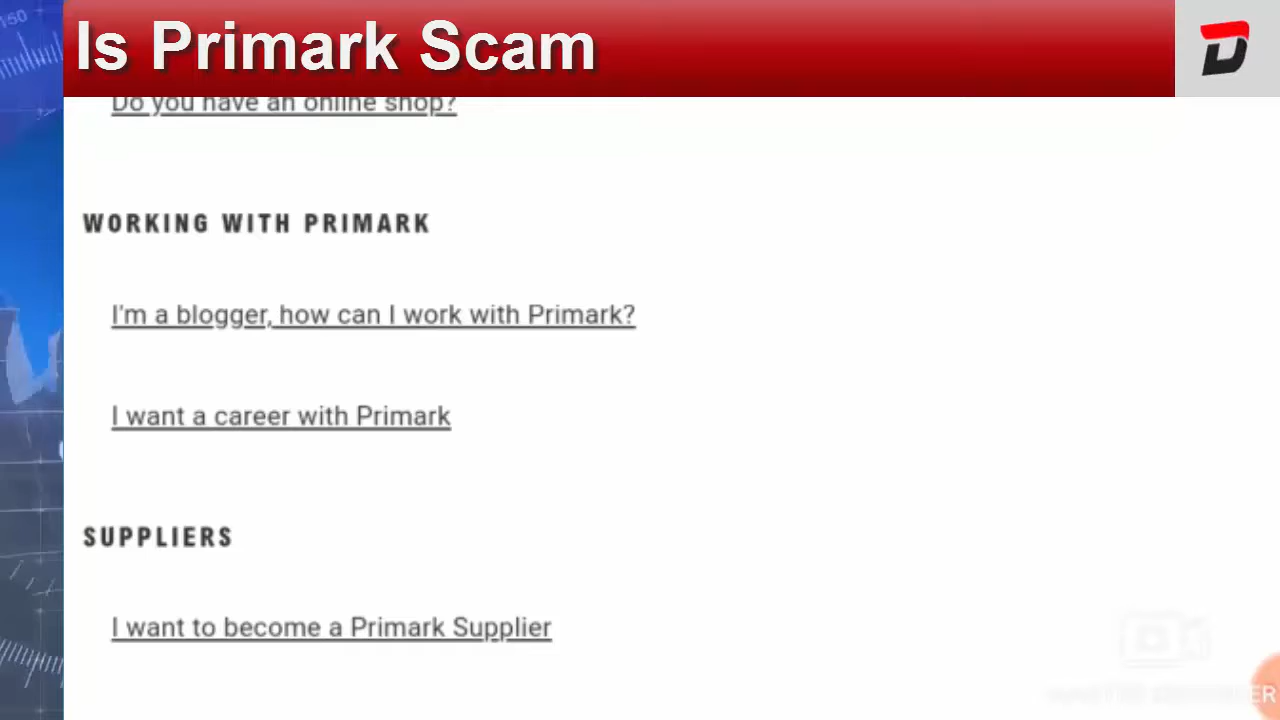 160
Is Primark Scam
Do you have an online shop?
WORKING WITH PRIMARK
I'm a blogger, how can I work with Primark?
I want a career with Primark
SUPPLIERS
I want to become a Primark Supplier